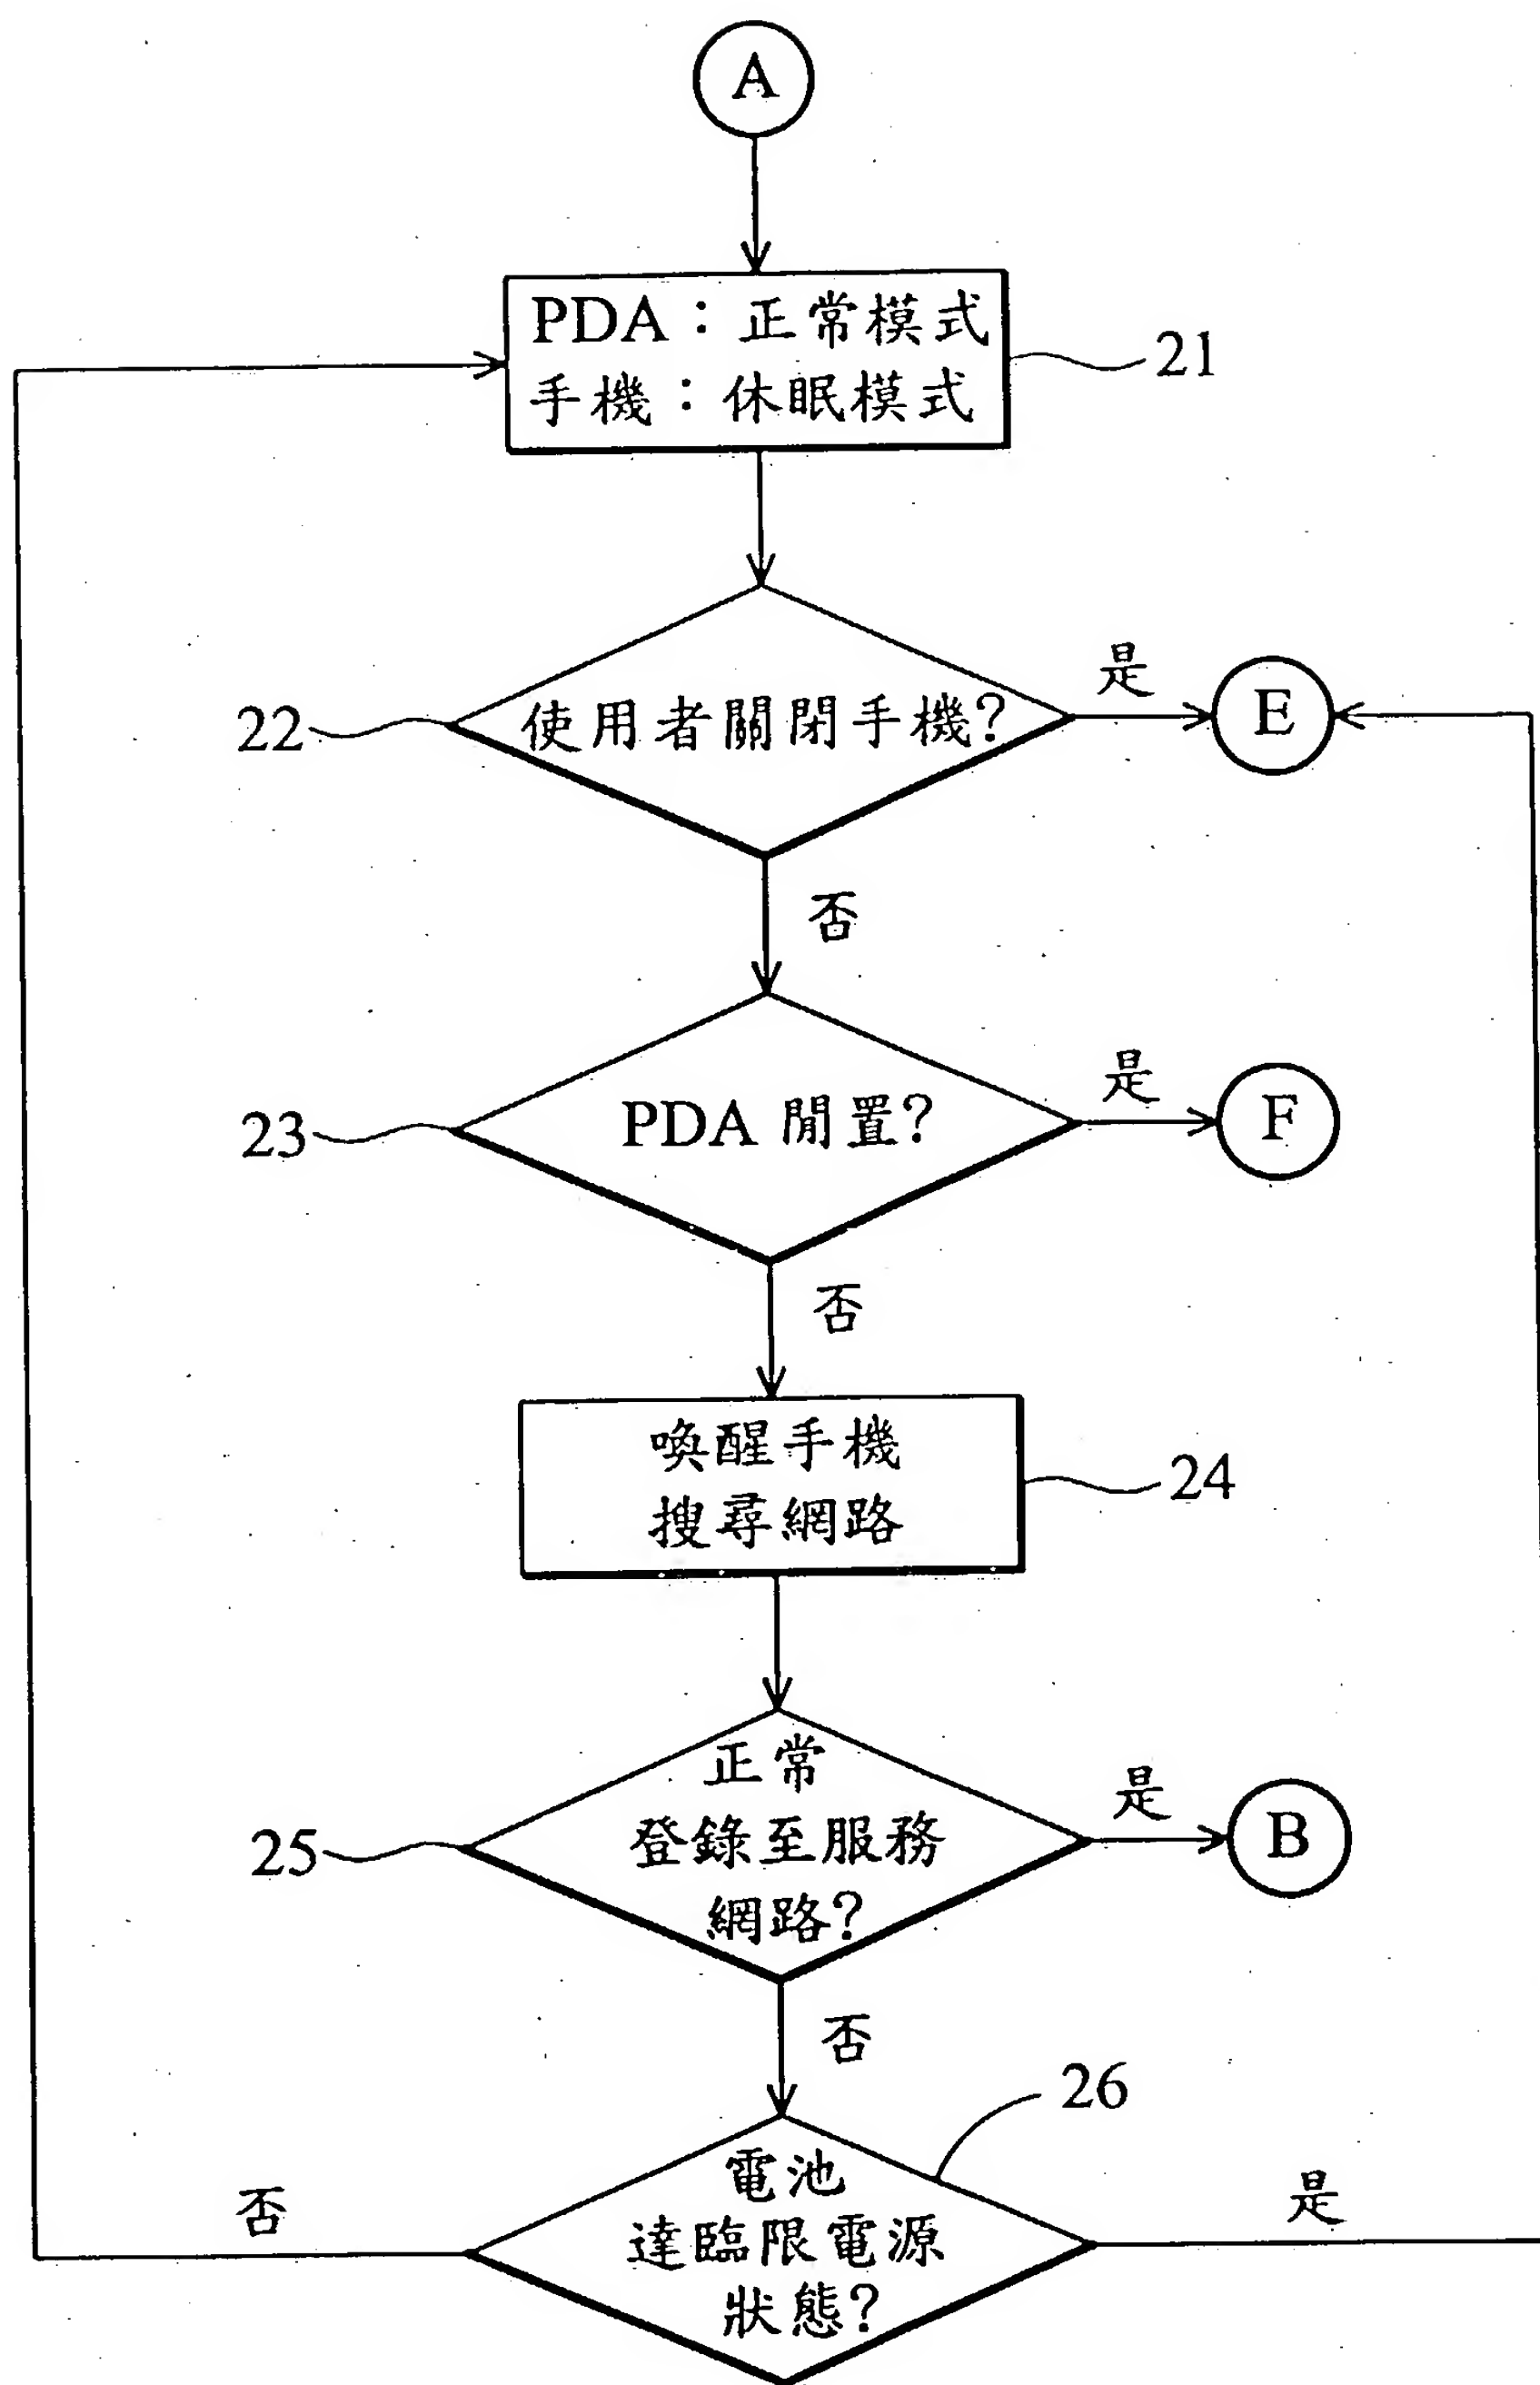 A
PDA：正常模式
手機：休眠模式
21
使用者關閉手機?
22
是
E
否
PDA 閒置?
23
是
F
否
喚醒手機
搜尋網路
24
正常
登錄至服務
網路?
25
是
B
否
26
電池
達臨限電源
狀態?
否
是